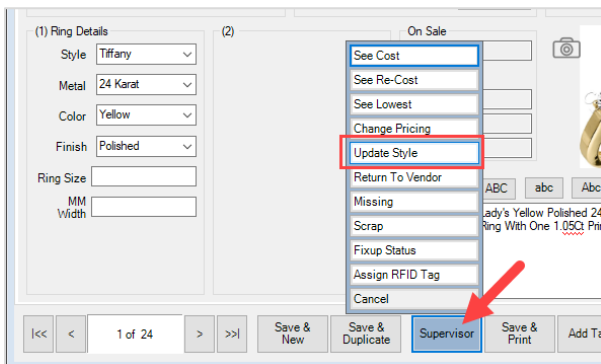 (1) Ring Details
(2)
On Sale
Style Tiffany
Metal 24 Karat
Color Yellow
Finish Polished
Ring Size
MM
Width
See Cost
See Re-Cost
See Lowest
Change Pricing
Update Style
Return To Vendor
Missing
Scrap
Fixup Status
Assign RFID Tag
Cancel
ABC abc Abc
Lady's Yellow Polished 24
Ring With One 1.05Ct Prin
|<< < 1 of 24 > >>|
Save &
New
Save &
Duplicate
Supervisor
Save &
Print
Add Ta